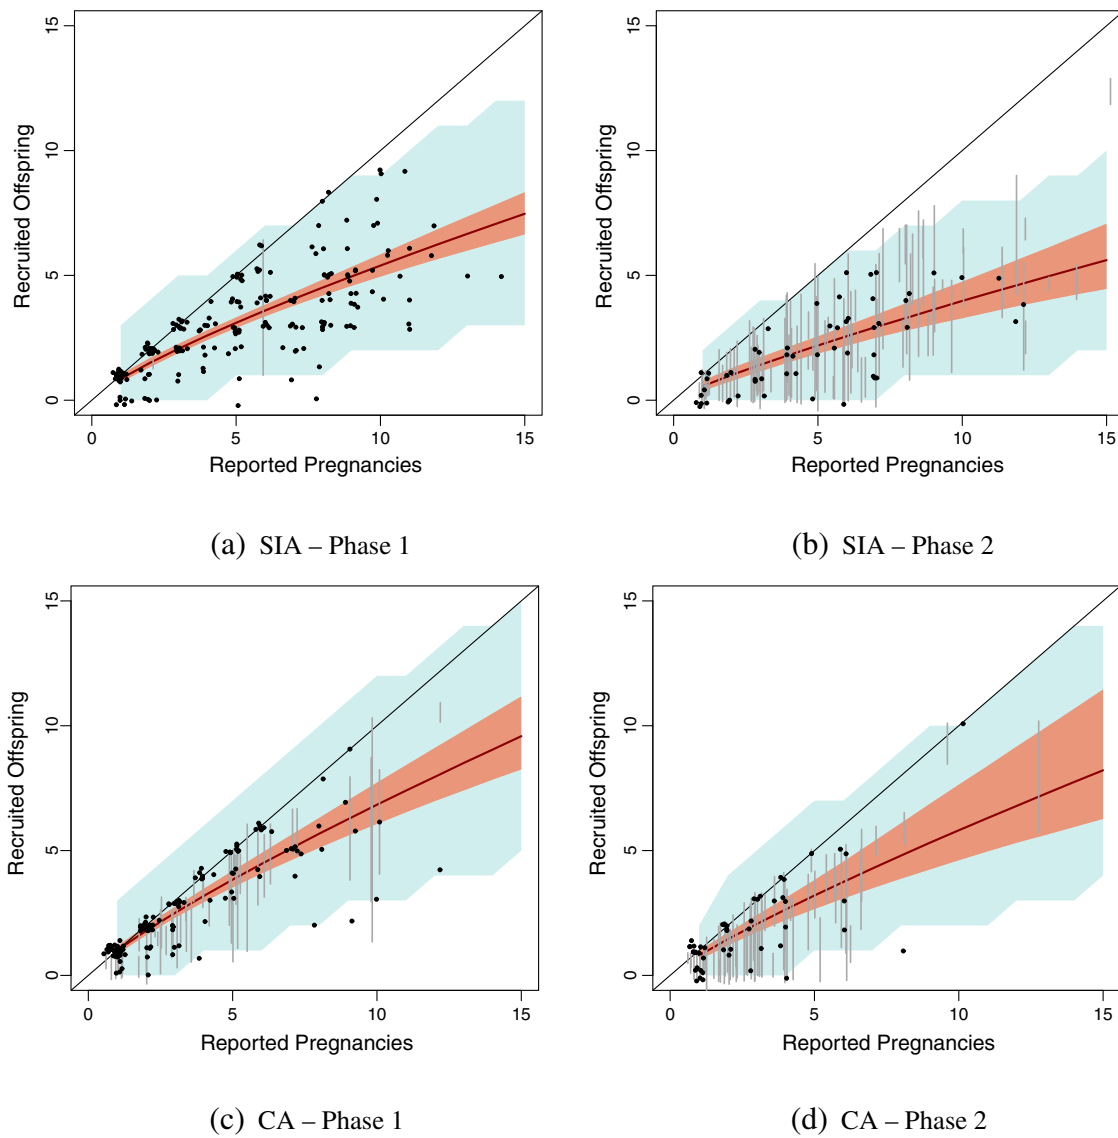 15
10
5
0
Recruited Offspring
0 5 10 15
Reported Pregnancies
(a) SIA – Phase 1
15
10
5
0
Recruited Offspring
0 5 10 15
Reported Pregnancies
(b) SIA – Phase 2
15
10
5
0
Recruited Offspring
0 5 10 15
Reported Pregnancies
(c) CA – Phase 1
15
10
5
0
Recruited Offspring
0 5 10 15
Reported Pregnancies
(d) CA – Phase 2